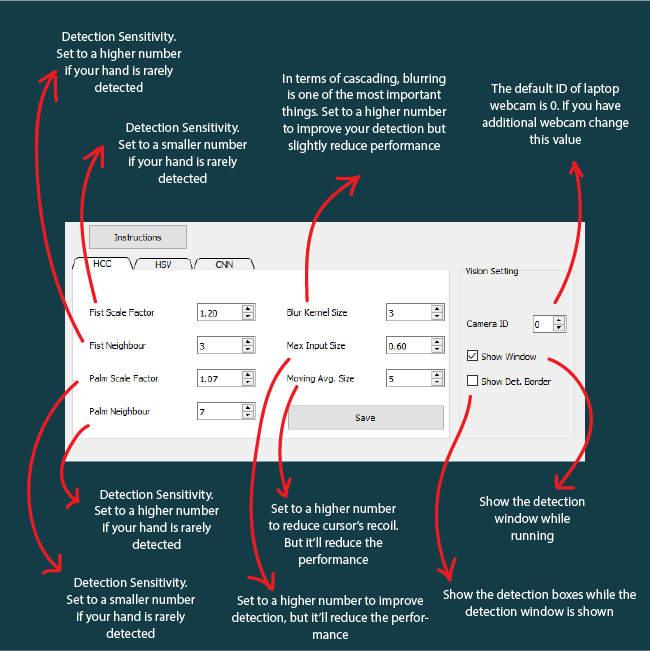 Detection Sensitivity.
Set to a higher number
if your hand is rarely
detected
Detection Sensitivity.
Set to a smaller number
if your hand is rarely
detected
In terms of cascading, blurring
is one of the most important
things. Set to a higher number
to improve your detection but
slightly reduce performance
The default ID of laptop
webcam is 0. If you have
additional webcam change
this value
Instructions
HCC HSV CNN
Fist Scale Factor 1.20
Fist Neighbour 3
Palm Scale Factor 1.07
Palm Neighbour 7
Blur Kernel Size 3
Max Input Size 0.60
Moving Avg. Size 5
Save
Vision Setting
Camera ID 0
Show Window
Show Det. Border
Detection Sensitivity.
Set to a higher number
if your hand is rarely
detected
Detection Sensitivity.
Set to a smaller number
if your hand is rarely
detected
Set to a higher number
to reduce cursor's recoil.
But it'll reduce the
performance
Set to a higher number to improve
detection, but it'll reduce the perfor-
mance
Show the detection
window while
running
Show the detection boxes while the
detection window is shown